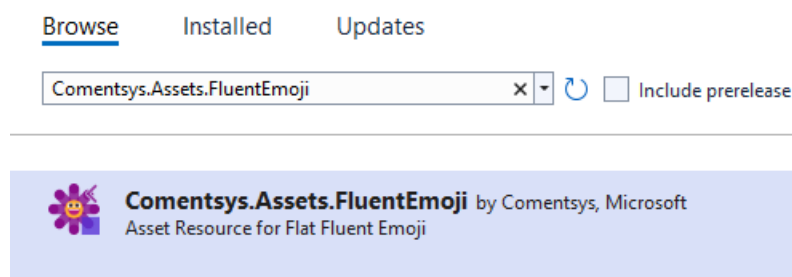 Browse Installed Updates
Comentsys.Assets.FluentEmoji Include prerelease
Comentsys.Assets.FluentEmoji by Comentsys, Microsoft
Asset Resource for Flat Fluent Emoji